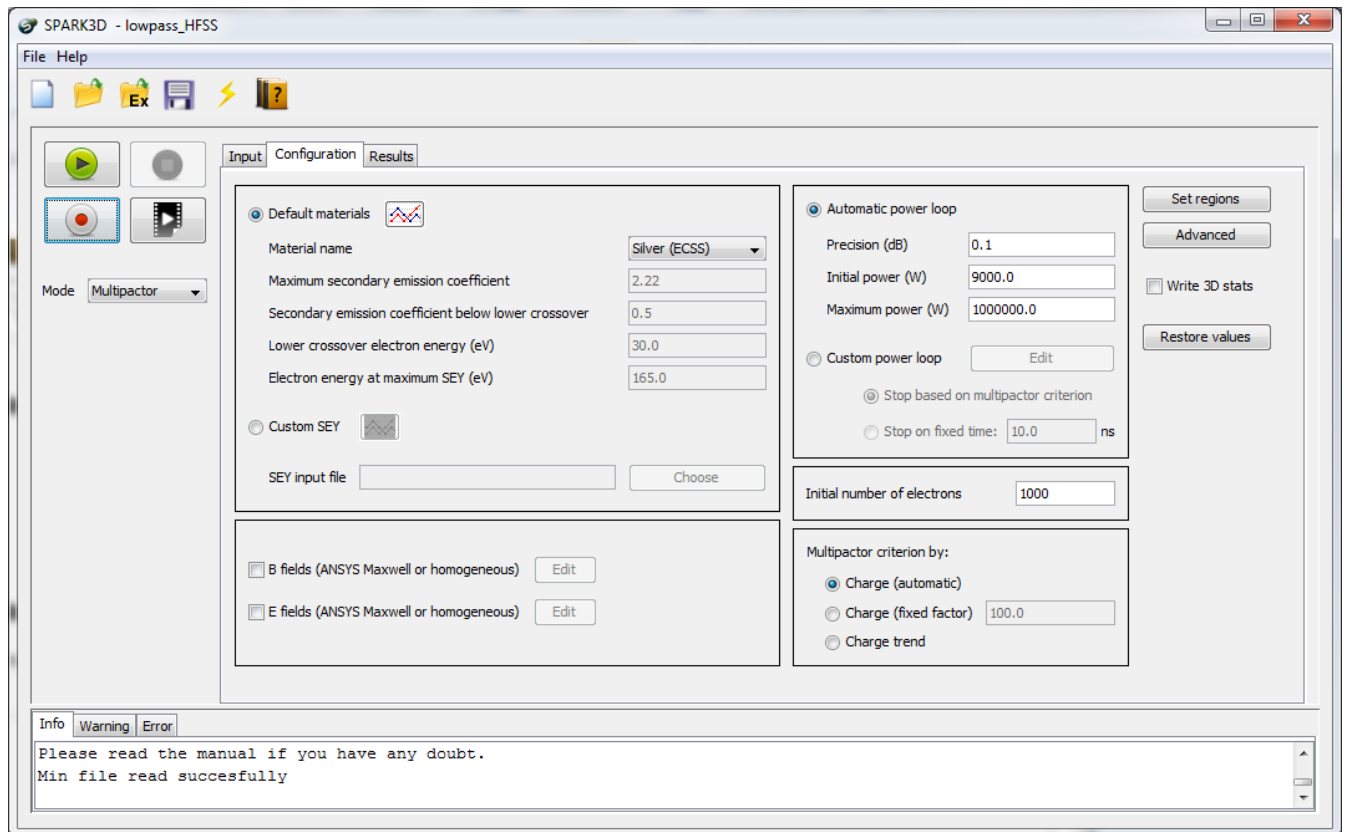 SPARK3D - lowpass_HFSS
File Help
Ex
?
Mode Multipactor
Input Configuration Results
Default materials
Material name Silver (ECSS)
Maximum secondary emission coefficient 2.22
Secondary emission coefficient below lower crossover 0.5
Lower crossover electron energy (eV) 30.0
Electron energy at maximum SEY (eV) 165.0
Custom SEY
SEY input file Choose
B fields (ANSYS Maxwell or homogeneous) Edit
E fields (ANSYS Maxwell or homogeneous) Edit
Automatic power loop
Precision (dB) 0.1
Initial power (W) 9000.0
Maximum power (W) 1000000.0
Custom power loop Edit
Stop based on multipactor criterion
Stop on fixed time: 10.0 ns
Initial number of electrons 1000
Multipactor criterion by:
Charge (automatic)
Charge (fixed factor) 100.0
Charge trend
Set regions
Advanced
Write 3D stats
Restore values
Info Warning Error
Please read the manual if you have any doubt.
Min file read succesfully